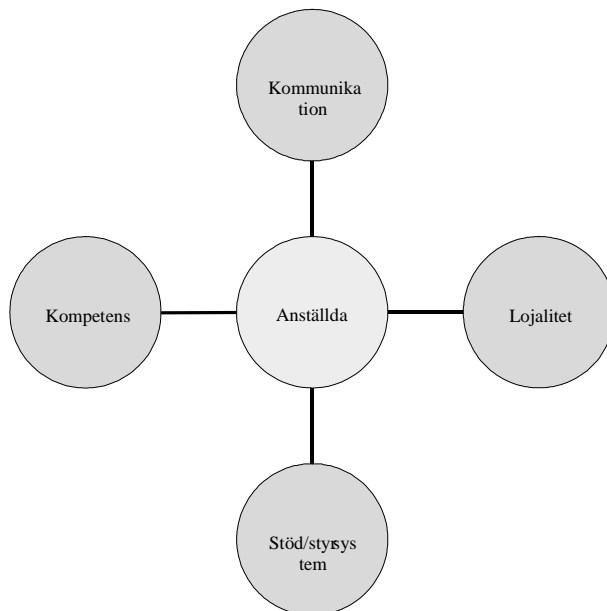 Kommunika
tion
Kompetens
Anställda
Lojalitet
Stöd/styrsys
tem